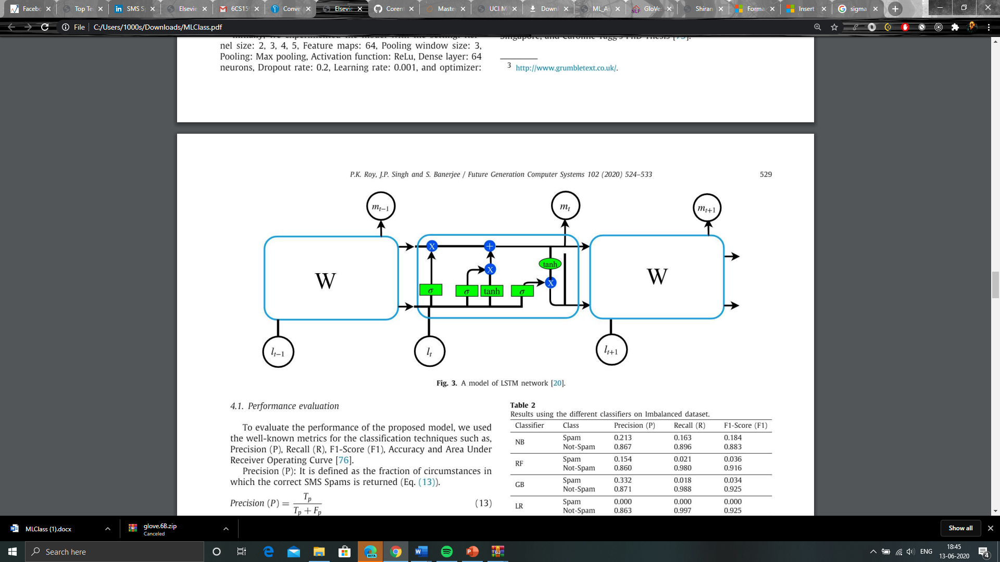 Faceb
Top Te
SMS S
Elsevie
6CS15
Conve
Elsevie
Corent
Maste
UCI M
Downl
ML_As
GloVe:
Shiran
Forma
Insert
sigma
File
C:/Users/1000s/Downloads/MLClass.pdf
nel size: 2, 3, 4, 5, Feature maps: 64, Pooling window size: 3,
Pooling: Max pooling, Activation function: ReLu, Dense layer: 64
neurons, Dropout rate: 0.2, Learning rate: 0.001, and optimizer:
Singapore, and Caroline Tagg's PhD Thesis [75].
3 http://www.grumbletext.co.uk/.
P.K. Roy, J.P. Singh and S. Banerjee / Future Generation Computer Systems 102 (2020) 524–533
529
m_{t−1}
m_t
m_{t+1}
W
X
+
X
tanh
X
σ
σ
tanh
σ
W
l_{t−1}
l_t
l_{t+1}
Fig. 3. A model of LSTM network [20].
4.1. Performance evaluation
To evaluate the performance of the proposed model, we used
the well-known metrics for the classification techniques such as,
Precision (P), Recall (R), F1-Score (F1), Accuracy and Area Under
Receiver Operating Curve [76].
Precision (P): It is defined as the fraction of circumstances in
which the correct SMS Spams is returned (Eq. (13)).
Precision (P) = T_p / (T_p + F_p) (13)
Table 2
Results using the different classifiers on Imbalanced dataset.
Classifier Class Precision (P) Recall (R) F1-Score (F1)
NB Spam 0.213 0.163 0.184
Not-Spam 0.867 0.896 0.883
RF Spam 0.154 0.021 0.036
Not-Spam 0.860 0.980 0.916
GB Spam 0.332 0.018 0.034
Not-Spam 0.871 0.988 0.925
LR Spam 0.000 0.000 0.000
Not-Spam 0.863 0.997 0.925
MLClass (1).docx
glove.6B.zip
Canceled
Show all
Search here
BETA
ENG
18:45
13-06-2020
4